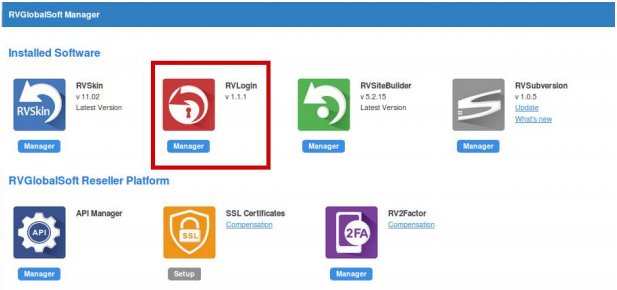 RVGlobalSoft Manager
Installed Software
RVSkin
RVSkin
v 11.02
Latest Version
Manager
RVLogin
v 1.1.1
Manager
RVSiteBuilder
v 5.2.15
Latest Version
Manager
RVSubversion
v 1.0.5
Update
What's new
Manager
RVGlobalSoft Reseller Platform
API
API Manager
Manager
SSL
SSL Certificates
Compensation
Setup
2FA
RV2Factor
Compensation
Manager